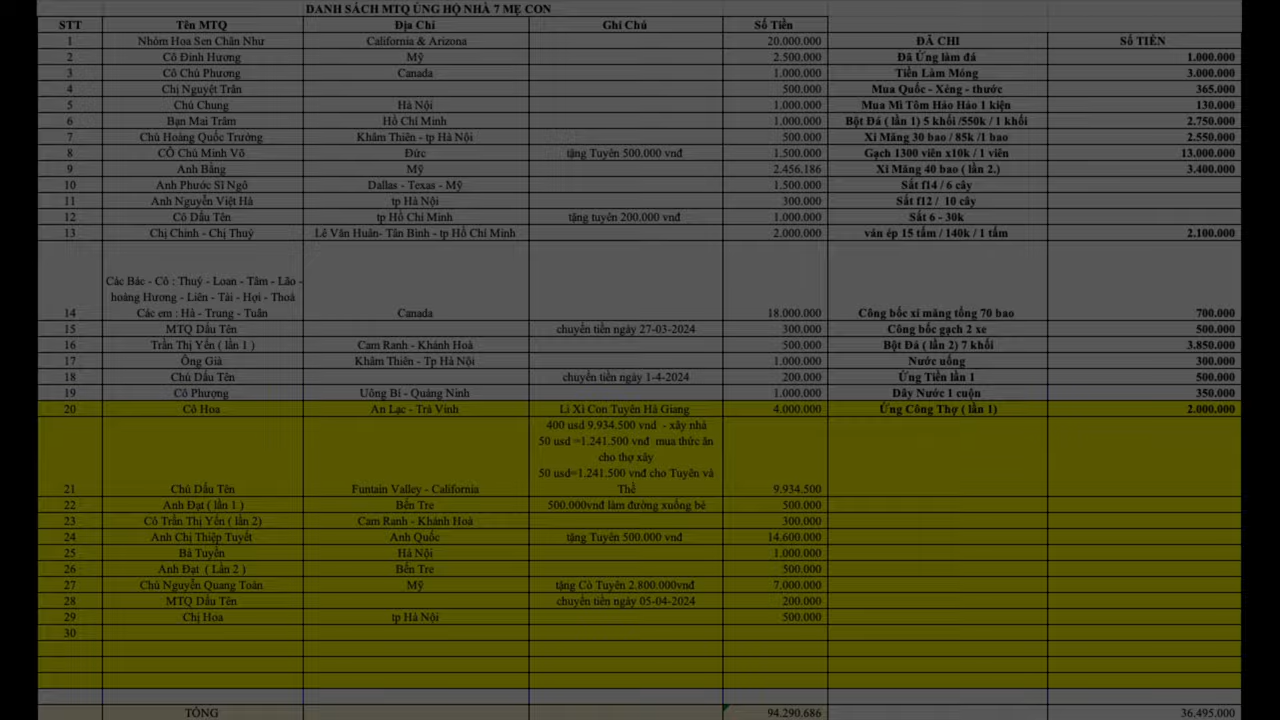 DANH SÁCH MTQ ỦNG HỘ NHÀ 7 MẸ CON
STT Tên MTQ Địa Chỉ Ghi Chú Số Tiền
1 Nhóm Hoa Sen Chân Như California & Arizona 20.000.000 ĐÃ CHI Số TIỀN
2 Cô Đinh Hương Mỹ 2.500.000 Đã Ứng làm đá 1.000.000
3 Cô Chú Phương Canada 1.000.000 Tiền Làm Móng 3.000.000
4 Chị Nguyệt Trân 500.000 Mua Quốc - Xẻng - thước 365.000
5 Chú Chung Hà Nội 1.000.000 Mua Mì Tôm Hảo Hảo 1 kiện 130.000
6 Bạn Mai Trâm Hồ Chí Minh 1.000.000 Bột Đá ( lần 1) 5 khối /550k / 1 khối 2.750.000
7 Chú Hoàng Quốc Trưởng Khâm Thiên - tp Hà Nội 500.000 Xi Măng 30 bao / 85k /1 bao 2.550.000
8 CÔ Chú Minh Võ Đức tặng Tuyên 500.000 vnđ 1.500.000 Gạch 1300 viên x10k / 1 viên 13.000.000
9 Anh Bằng Mỹ 2.456.186 Xi Măng 40 bao ( lần 2.) 3.400.000
10 Anh Phước Sĩ Ngô Dallas - Texas - Mỹ 1.500.000 Sắt f14 / 6 cây
11 Anh Nguyễn Việt Hà tp Hà Nội 300.000 Sắt f12 / 10 cây
12 Cô Dấu Tên tp Hồ Chí Minh tặng tuyên 200.000 vnđ 1.000.000 Sắt 6 - 30k
13 Chị Chinh - Chị Thuý Lê Văn Huân- Tân Bình - tp Hồ Chí Minh 2.000.000 ván ép 15 tấm / 140k / 1 tấm 2.100.000
Các Bác - Cô : Thuý - Loan - Tâm - Lão -
hoàng Hương - Liên - Tài - Hợi - Thoà
14 Các em : Hà - Trung - Tuân Canada 18.000.000 Công bốc xi măng tổng 70 bao 700.000
15 MTQ Dấu Tên chuyển tiền ngày 27-03-2024 300.000 Công bốc gạch 2 xe 500.000
16 Trần Thị Yến ( lần 1 ) Cam Ranh - Khánh Hoà 500.000 Bột Đá ( lần 2) 7 khối 3.850.000
17 Ông Già Khâm Thiên - Tp Hà Nội 1.000.000 Nước uống 300.000
18 Chú Dấu Tên chuyển tiền ngày 1-4-2024 200.000 Ứng Tiền lần 1 500.000
19 Cô Phượng Uông Bí - Quảng Ninh 1.000.000 Dây Nước 1 cuộn 350.000
20 Cô Hoa An Lạc - Trà Vinh Lì Xì Con Tuyên Hà Giang 4.000.000 Ứng Công Thợ ( lần 1) 2.000.000
400 usd 9.934.500 vnd - xây nhà
50 usd =1.241.500 vnđ mua thức ăn
cho thợ xây
50 usd=1.241.500 vnđ cho Tuyên và
21 Chú Dấu Tên Funtain Valley - California Thề 9.934.500
22 Anh Đạt ( lần 1 ) Bến Tre 500.000vnđ làm đường xuống bè 500.000
23 Cô Trần Thị Yến ( lần 2) Cam Ranh - Khánh Hoà 300.000
24 Anh Chị Thiệp Tuyết Anh Quốc tặng Tuyên 500.000 vnđ 14.600.000
25 Bà Tuyển Hà Nội 1.000.000
26 Anh Đạt ( Lần 2 ) Bến Tre 500.000
27 Chú Nguyễn Quang Toàn Mỹ tặng Cô Tuyên 2.800.000vnđ 7.000.000
28 MTQ Dấu Tên chuyển tiền ngày 05-04-2024 200.000
29 Chị Hoa tp Hà Nội 500.000
30
TỔNG 94.290.686 36.495.000